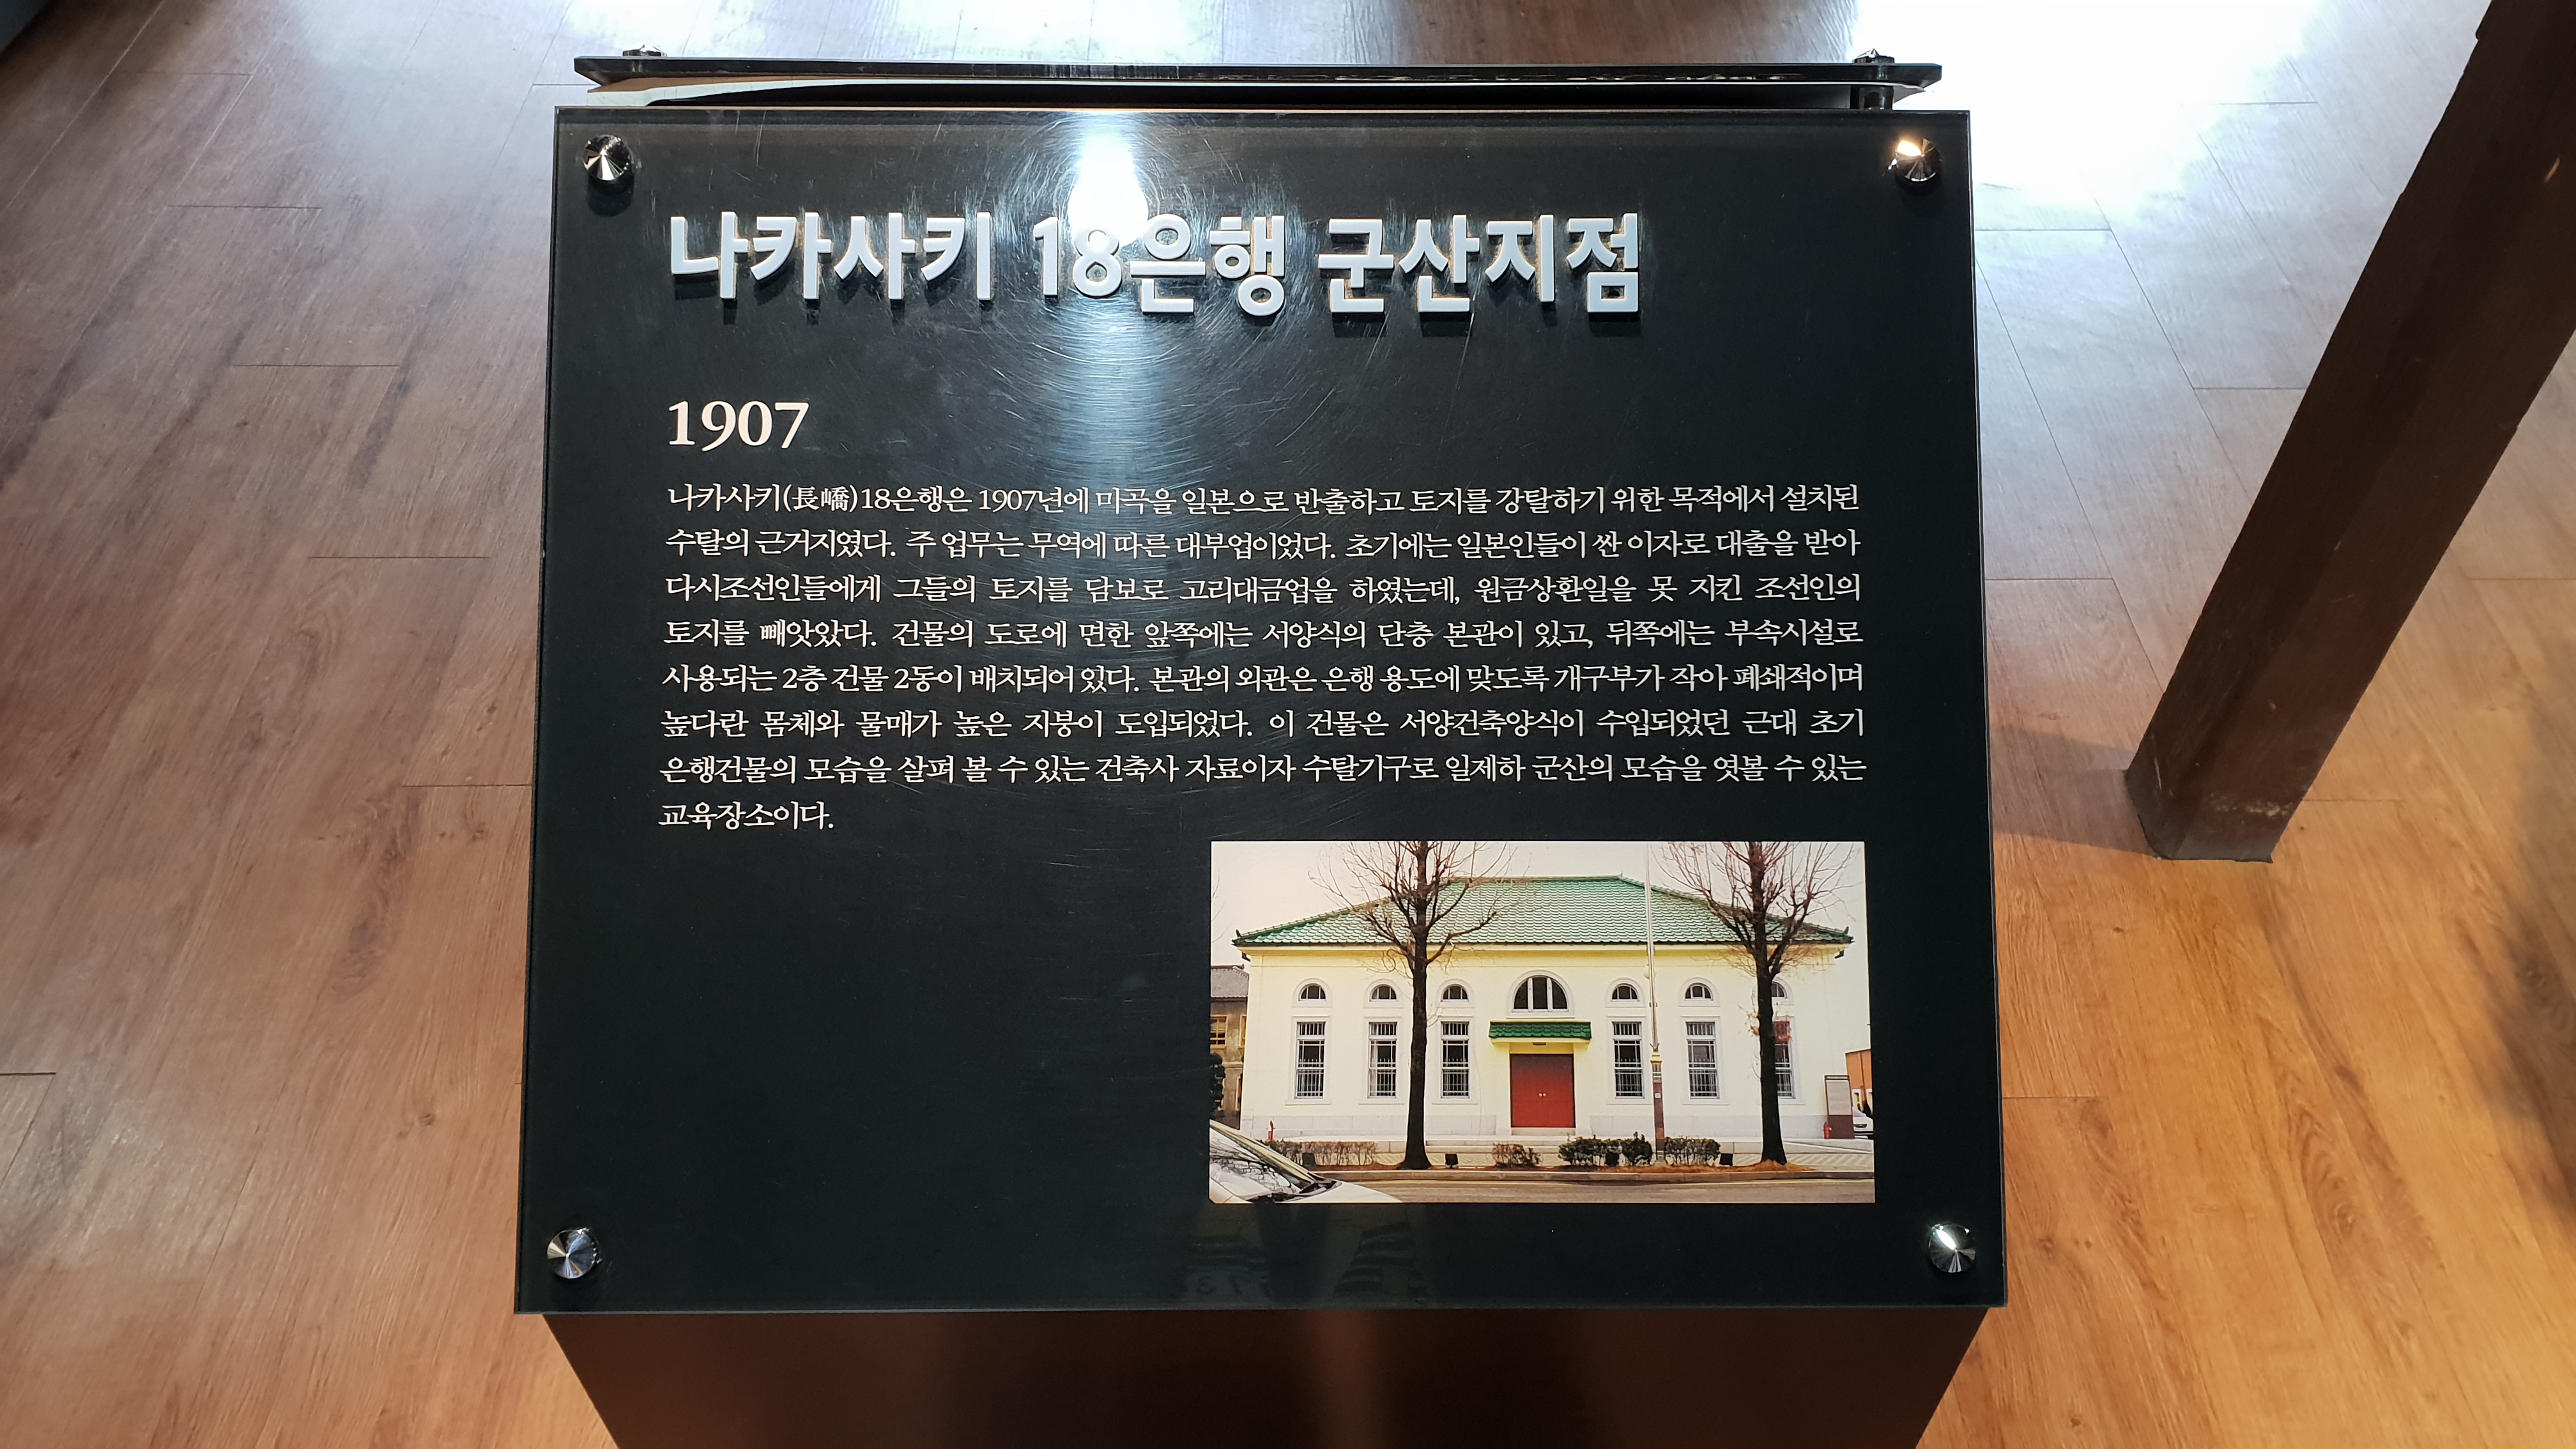 나카사키 18은행 군산지점
1907
나카사키(長嶠)18은행은 1907년에 미곡을 일본으로 반출하고 토지를 강탈하기 위한 목적에서 설치된
수탈의 근거지였다. 주 업무는 무역에 따른 대부업이었다. 초기에는 일본인들이 싼 이자로 대출을 받아
다시조선인들에게 그들의 토지를 담보로 고리대금업을 하였는데, 원금상환일을 못 지킨 조선인의
토지를 빼앗았다. 건물의 도로에 면한 앞쪽에는 서양식의 단층 본관이 있고, 뒤쪽에는 부속시설로
사용되는 2층 건물 2동이 배치되어 있다. 본관의 외관은 은행 용도에 맞도록 개구부가 작아 폐쇄적이며
높다란 몸체와 물매가 높은 지붕이 도입되었다. 이 건물은 서양건축양식이 수입되었던 근대 초기
은행건물의 모습을 살펴 볼 수 있는 건축사 자료이자 수탈기구로 일제하 군산의 모습을 엿볼 수 있는
교육장소이다.